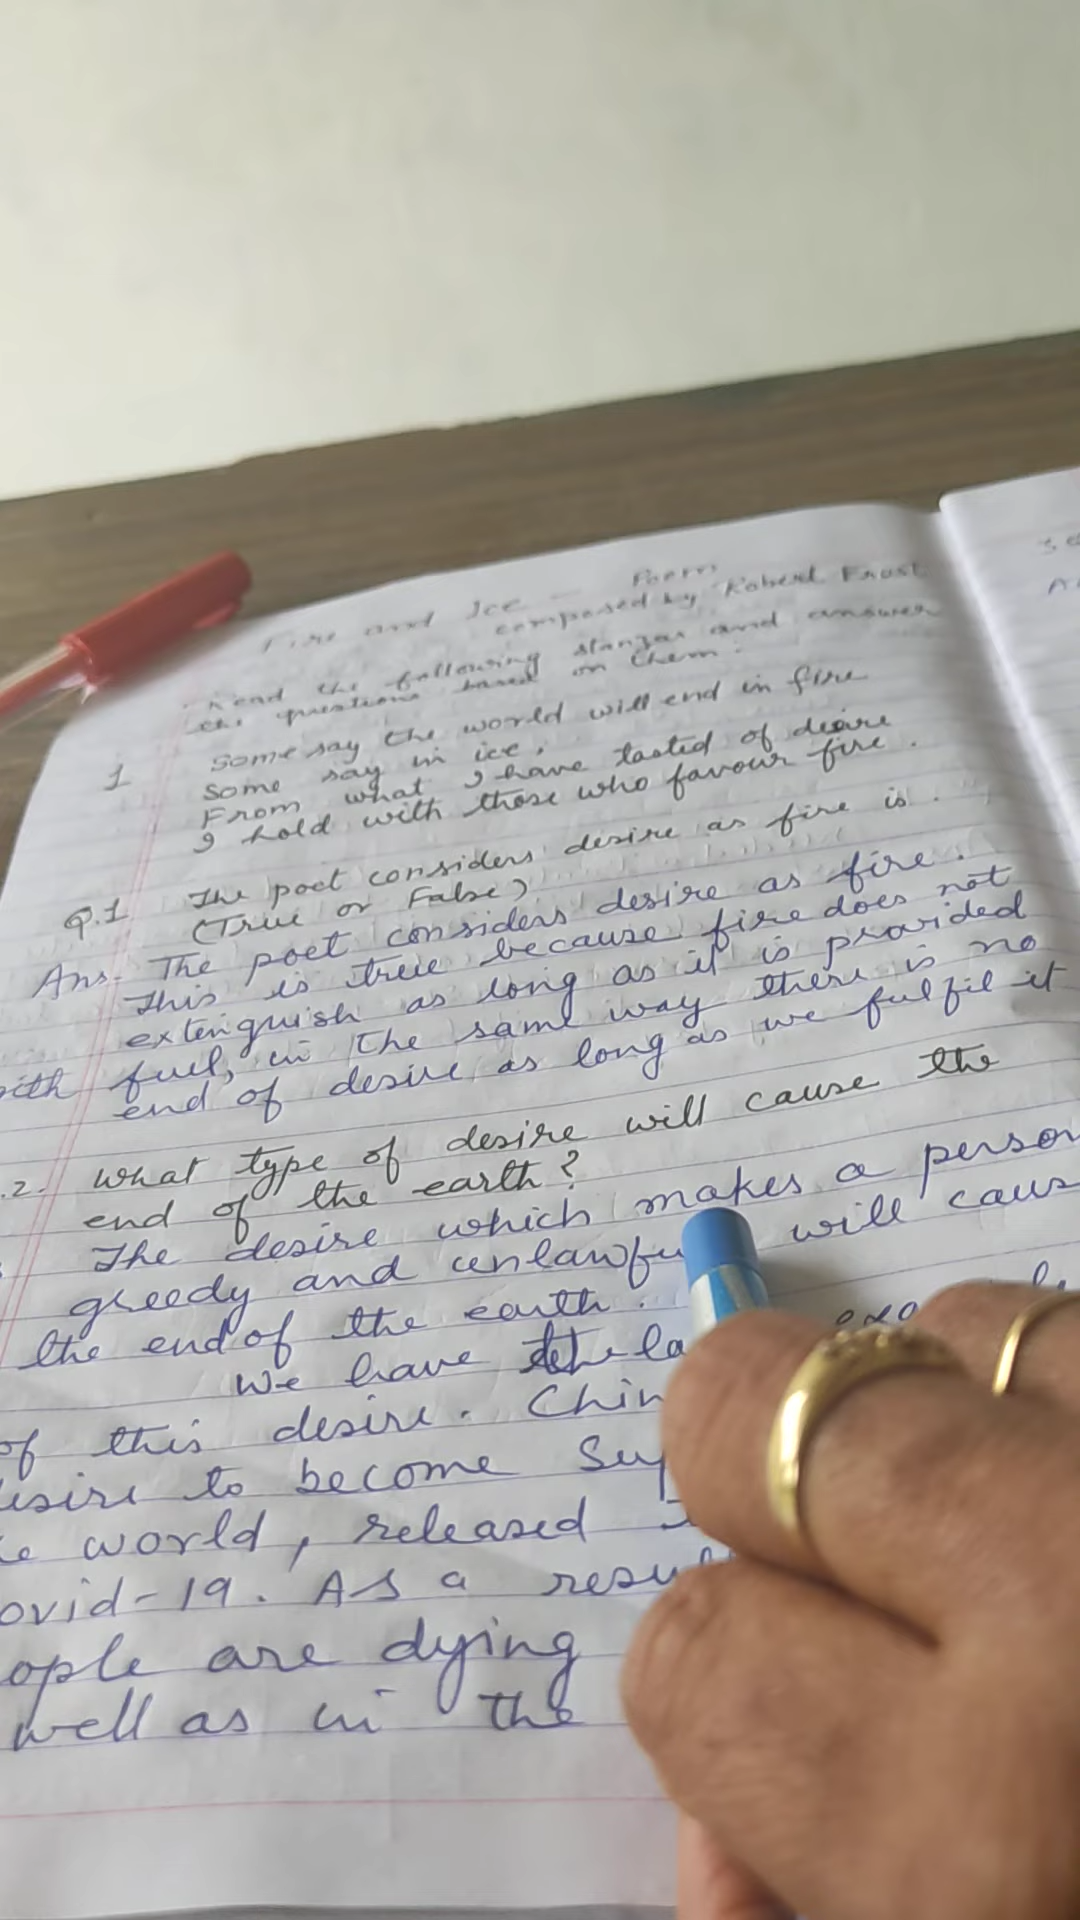 Fire and Ice - Poem
composed by Robert Frost
Read the following stanzas and answer
the questions based on them:
1 Some say the world will end in fire
Some say in ice.
From what I have tasted of desire
I hold with those who favour fire.
Q.1 The poet considers desire as fire is.
(True or False)
Ans- The poet considers desire as fire.
This is true because fire does not
extenguish as long as it is provided
with fuel, in the same way there is no
end of desire as long as we fulfil it
.2. What type of desire will cause the
end of the earth?
The desire which makes a person
greedy and unlawfu will caus
the end of the earth.
We have the la
of this desire. Chin
esire to become Sup
e world, released
ovid-19. As a resu
ople are dying
well as in the